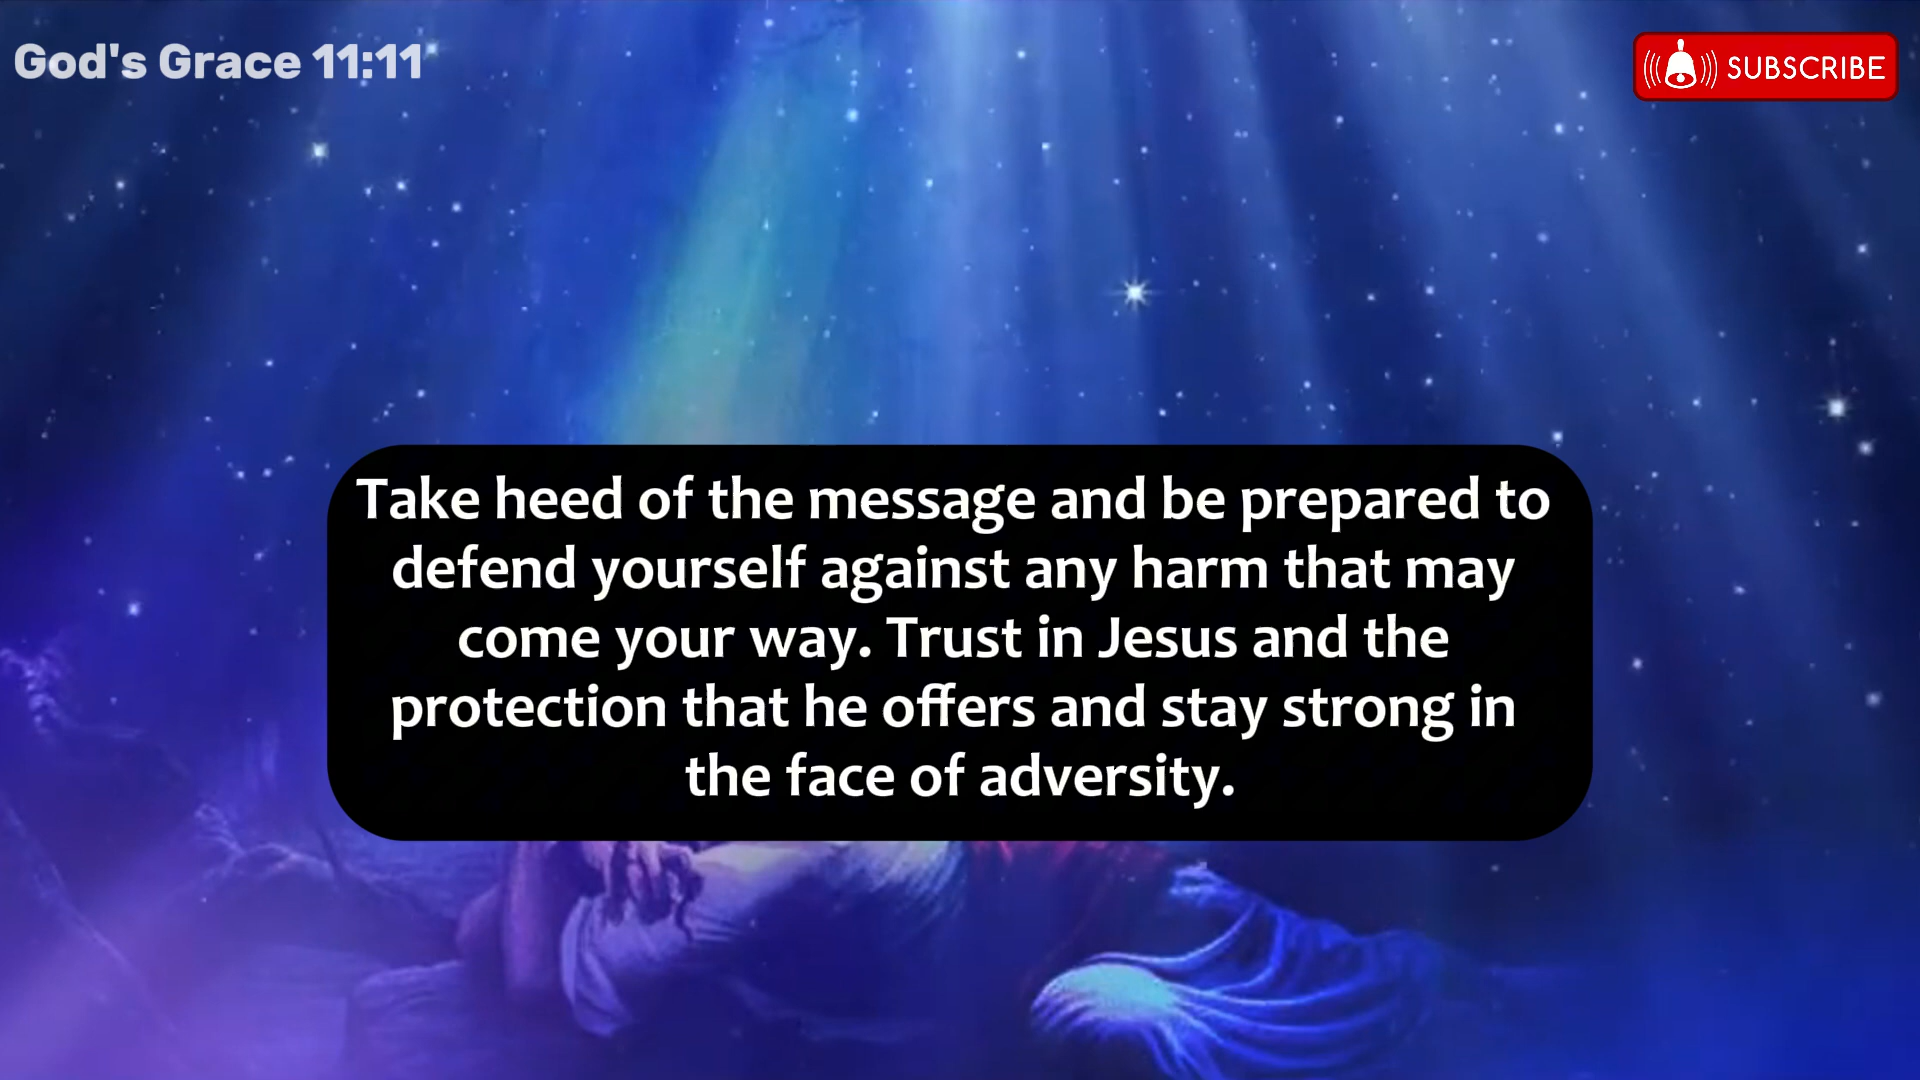 God's Grace 11:11
SUBSCRIBE
Take heed of the message and be prepared to
defend yourself against any harm that may
come your way. Trust in Jesus and the
protection that he offers and stay strong in
the face of adversity.